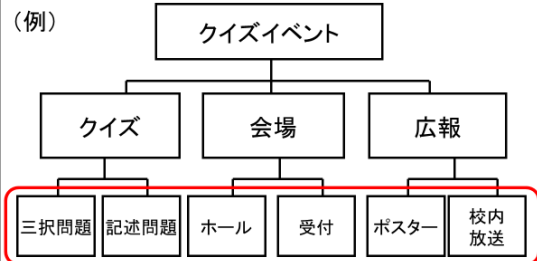 (例)
クイズイベント
クイズ
会場
広報
三択問題
記述問題
ホール
受付
ポスター
校内
放送